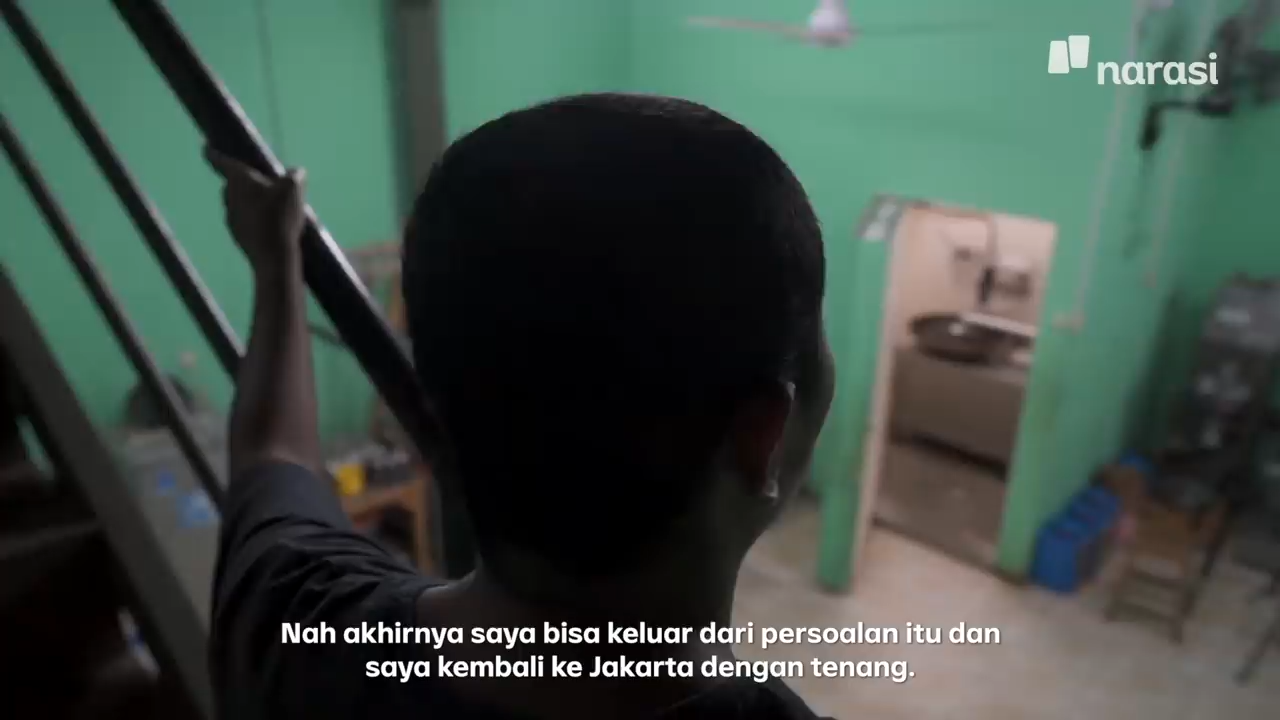 narasi
Nah akhirnya saya bisa keluar dari persoalan itu dan
saya kembali ke Jakarta dengan tenang.